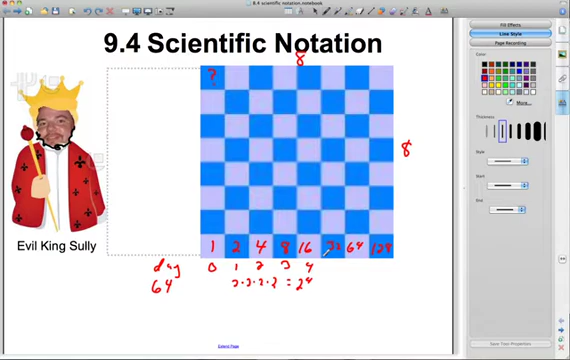 9.4 scientific notation.notebook
9.4 Scientific Notation
8
?
8
1 2 4 8 16 32 64 128
Evil King Sully
day 0 1 2 3 4
64 2·2·2·2 = 2⁴
Extend Page
Fill Effects
Line Style
Page Recording
Color:
More...
Thickness
Style
Start
End
Save Tool Properties